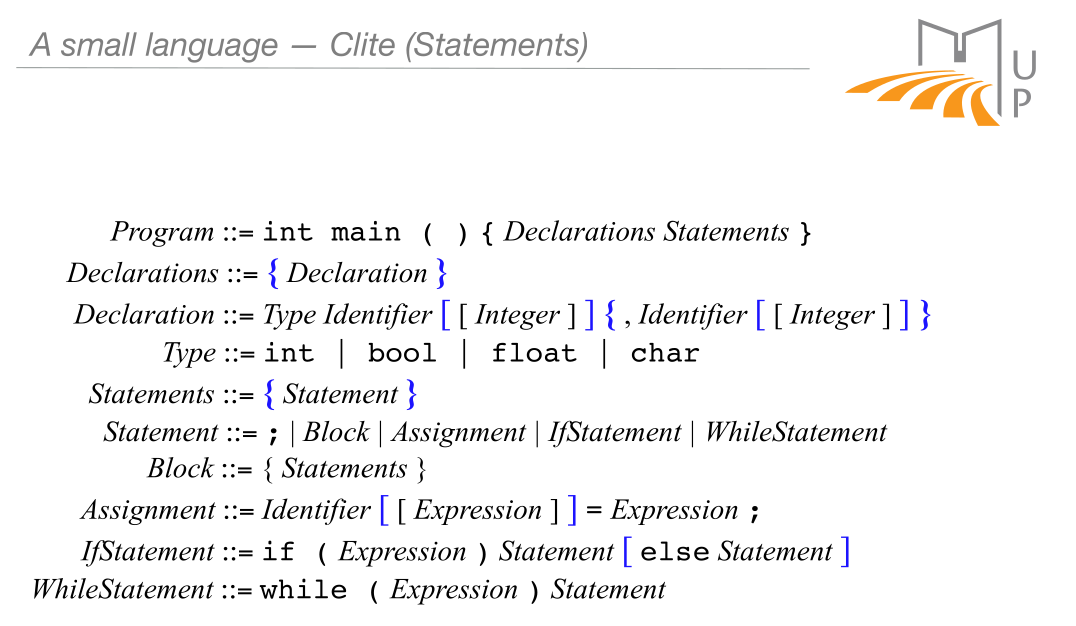 A small language — Clite (Statements)
U
P
Program ::= int main ( ) { Declarations Statements }
Declarations ::= { Declaration }
Declaration ::= Type Identifier [ [ Integer ] ] { , Identifier [ [ Integer ] ] }
Type ::= int | bool | float | char
Statements ::= { Statement }
Statement ::= ; | Block | Assignment | IfStatement | WhileStatement
Block ::= { Statements }
Assignment ::= Identifier [ [ Expression ] ] = Expression ;
IfStatement ::= if ( Expression ) Statement [ else Statement ]
WhileStatement ::= while ( Expression ) Statement